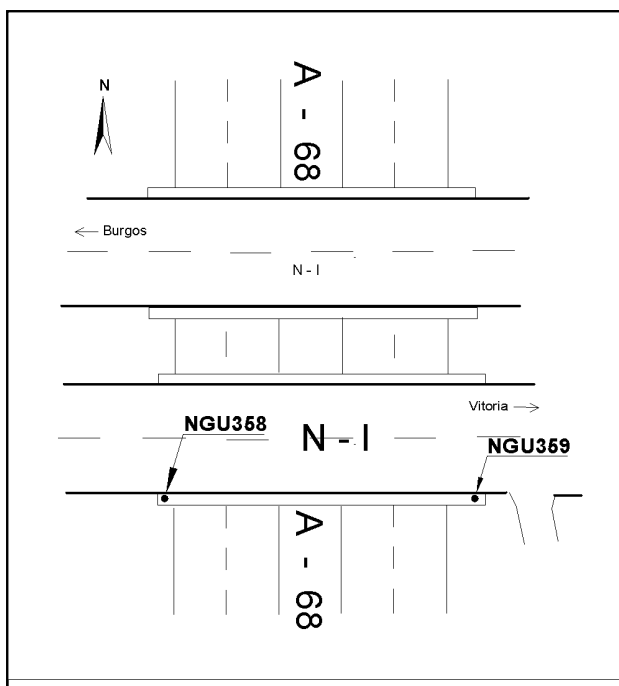 N
A - 68
Burgos
N - I
Vitoria
NGU358
N - I
NGU359
A - 68